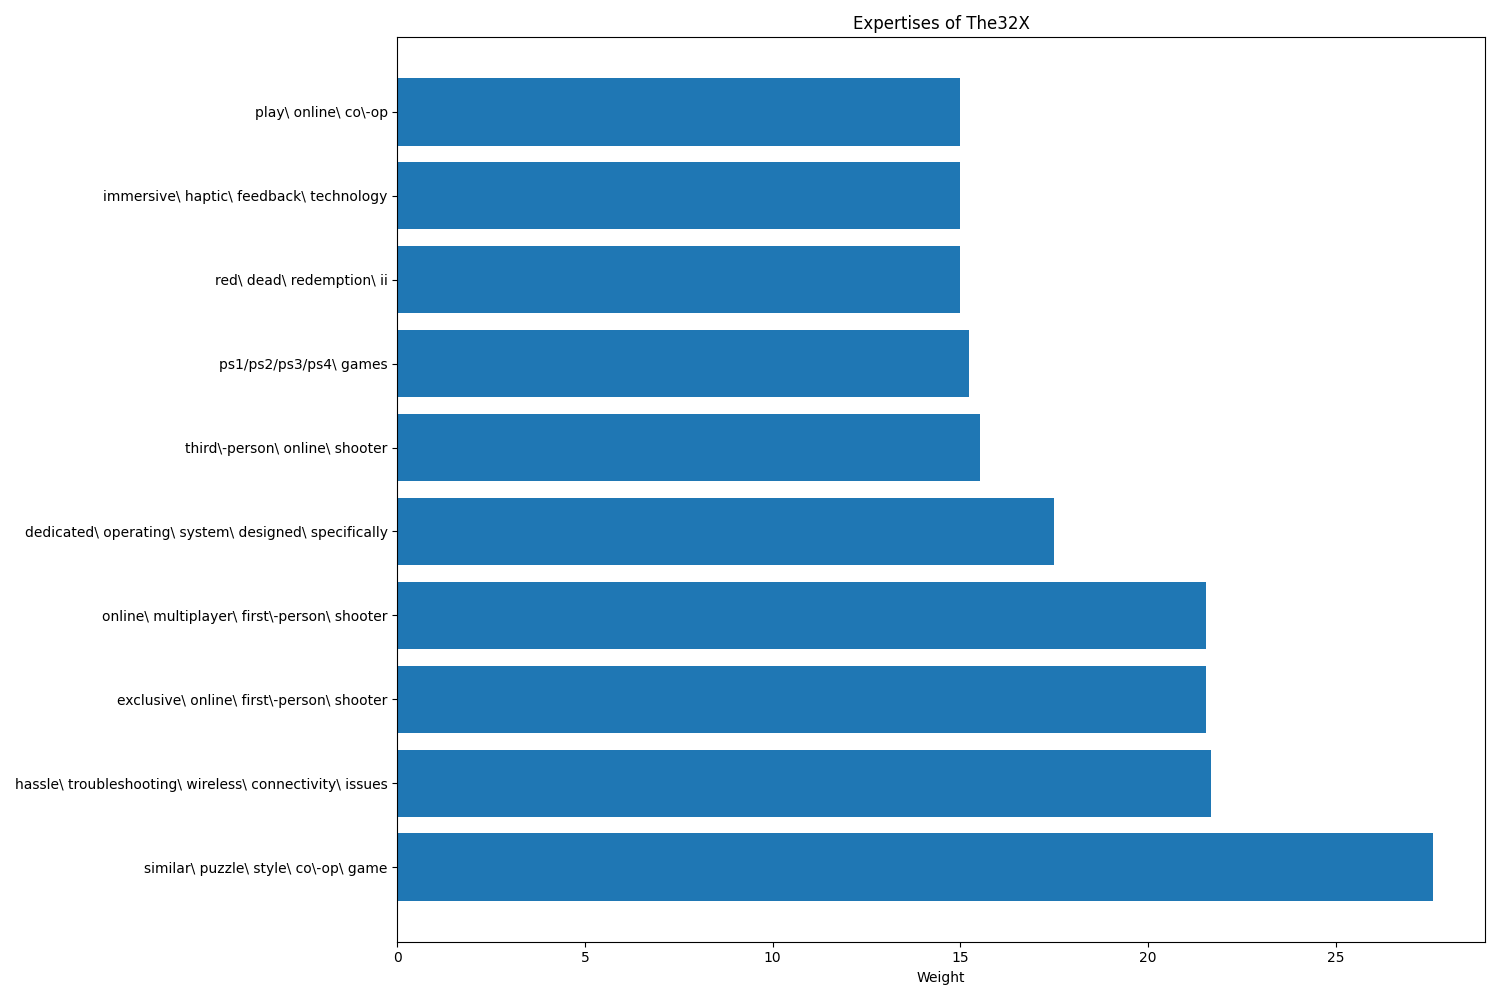 Expertises of The32X
play\ online\ co\-op
immersive\ haptic\ feedback\ technology
red\ dead\ redemption\ ii
ps1/ps2/ps3/ps4\ games
third\-person\ online\ shooter
dedicated\ operating\ system\ designed\ specifically
online\ multiplayer\ first\-person\ shooter
exclusive\ online\ first\-person\ shooter
hassle\ troubleshooting\ wireless\ connectivity\ issues
similar\ puzzle\ style\ co\-op\ game
0 5 10 15 20 25
Weight